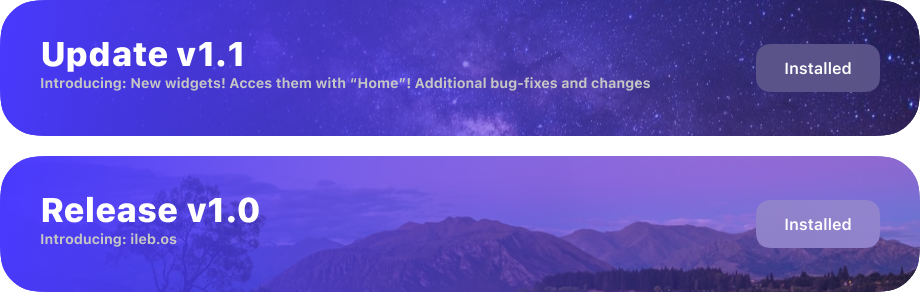 Update v1.1
Introducing: New widgets! Acces them with “Home”! Additional bug-fixes and changes
Installed
Release v1.0
Introducing: ileb.os
Installed